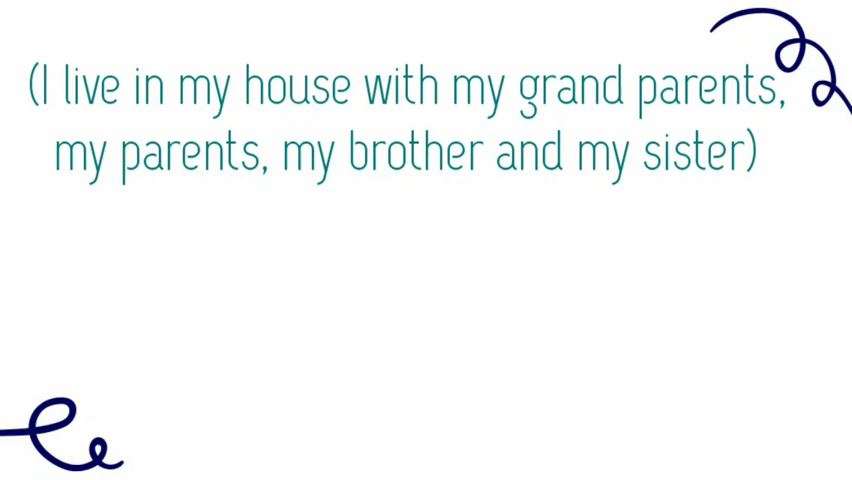 (I live in my house with my grand parents,
my parents, my brother and my sister)